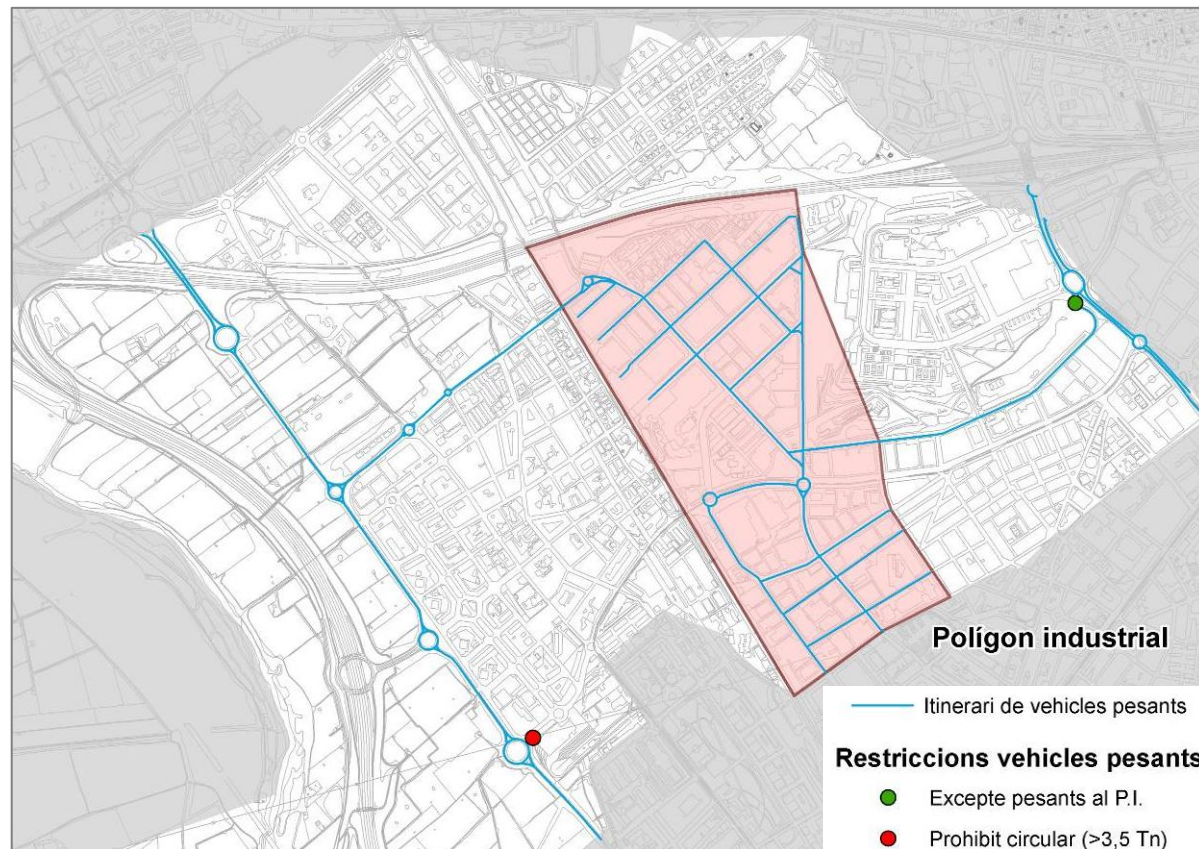 Polígon industrial
Itinerari de vehicles pesants
Restriccions vehicles pesants
Excepte pesants al P.I.
Prohibit circular (>3,5 Tn)